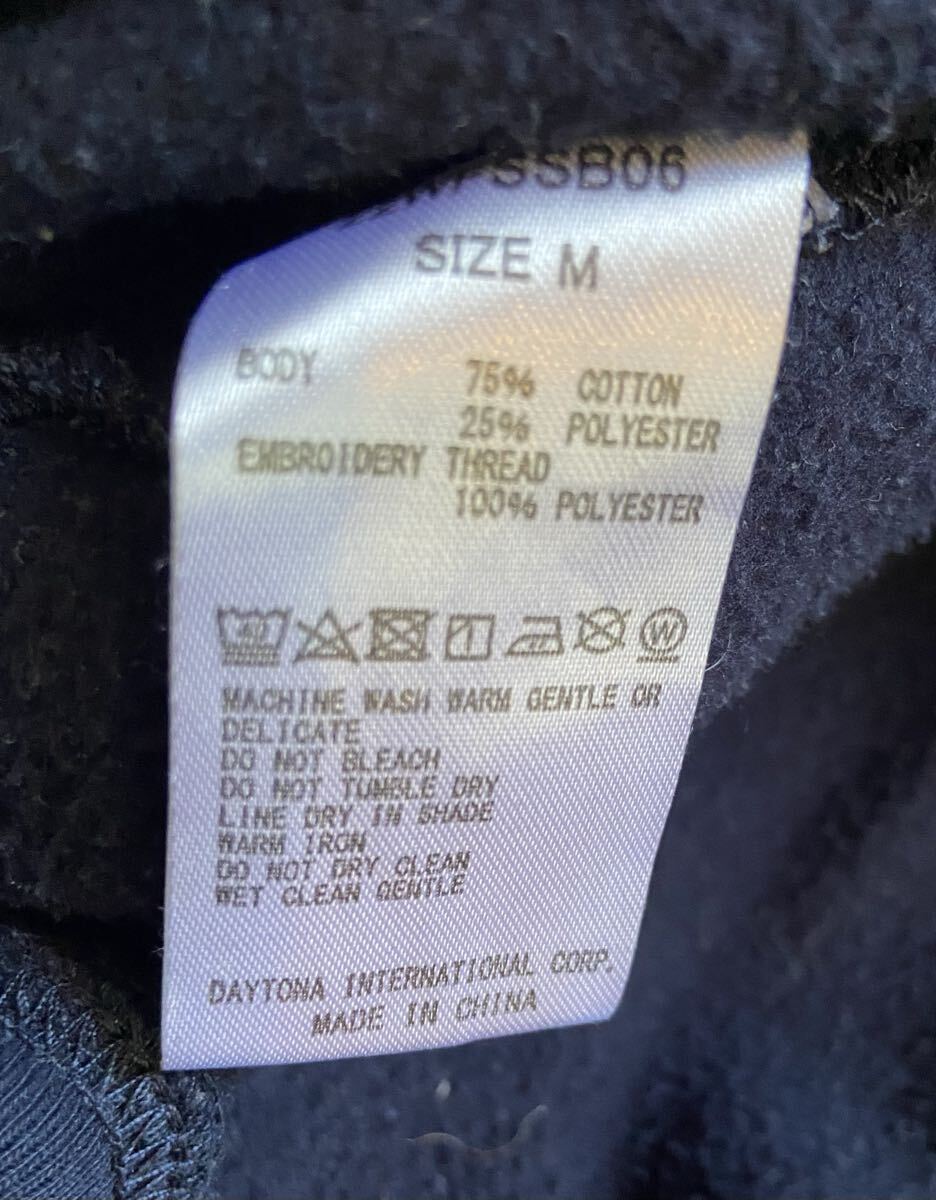 SSB06
SIZE M
BODY 75% COTTON
25% POLYESTER
EMBROIDERY THREAD
100% POLYESTER
40 W
MACHINE WASH WARM GENTLE OR
DELICATE
DO NOT BLEACH
DO NOT TUMBLE DRY
LINE DRY IN SHADE
WARM IRON
DO NOT DRY CLEAN
WET CLEAN GENTLE
DAYTONA INTERNATIONAL CORP.
MADE IN CHINA